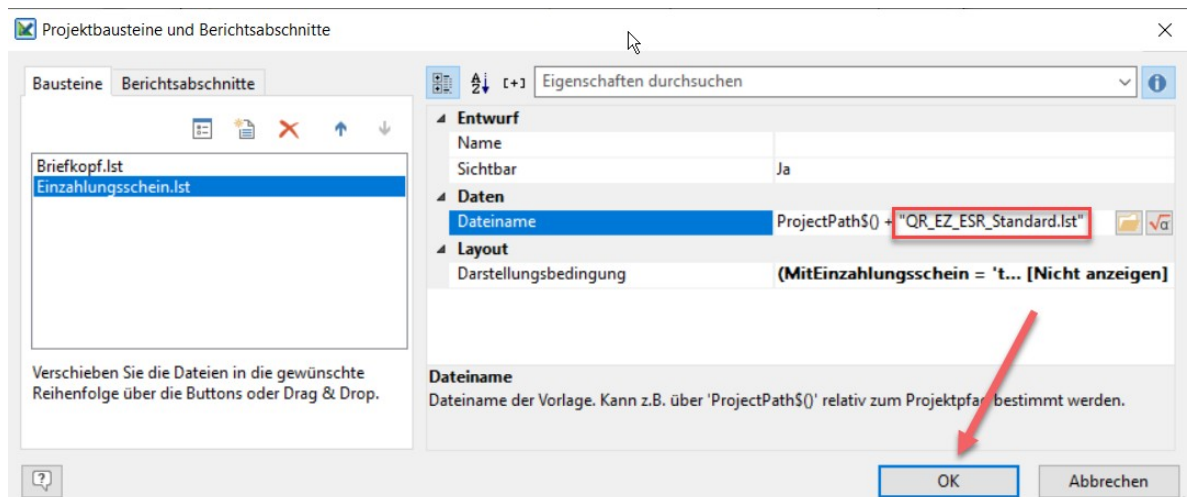 Projektbausteine und Berichtsabschnitte
Bausteine Berichtsabschnitte
Briefkopf.lst
Einzahlungsschein.lst
Verschieben Sie die Dateien in die gewünschte
Reihenfolge über die Buttons oder Drag & Drop.
Eigenschaften durchsuchen
Entwurf
Name
Sichtbar Ja
Daten
Dateiname ProjectPath$() + "QR_EZ_ESR_Standard.lst"
Layout
Darstellungsbedingung (MitEinzahlungsschein = 't... [Nicht anzeigen]
Dateiname
Dateiname der Vorlage. Kann z.B. über 'ProjectPath$()' relativ zum Projektpfad bestimmt werden.
OK Abbrechen